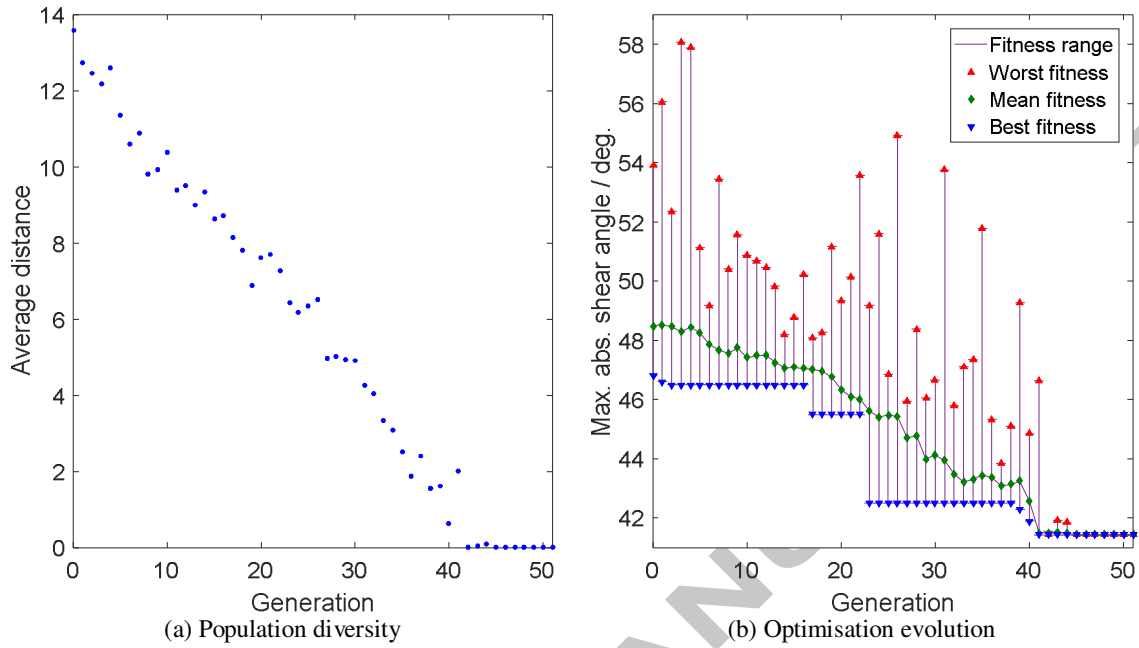 14
12
10
8
6
4
2
0
0
10
20
30
40
50
Average distance
Generation
(a) Population diversity
58
56
54
52
50
48
46
44
42
0
10
20
30
40
50
Max. abs. shear angle / deg.
Fitness range
Worst fitness
Mean fitness
Best fitness
Generation
(b) Optimisation evolution